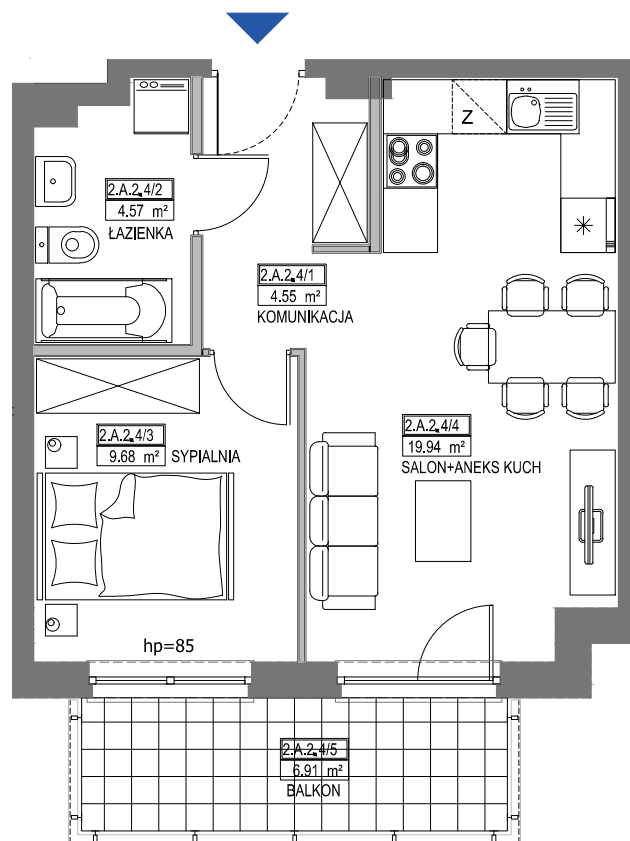 Z
2.A.2.4/2
4.57 m²
ŁAZIENKA
2.A.2.4/1
4.55 m²
KOMUNIKACJA
2.A.2.4/3
9.68 m² SYPIALNIA
2.A.2.4/4
19.94 m²
SALON+ANEKS KUCH
hp=85
2.A.2.4/5
6.91 m²
BALKON